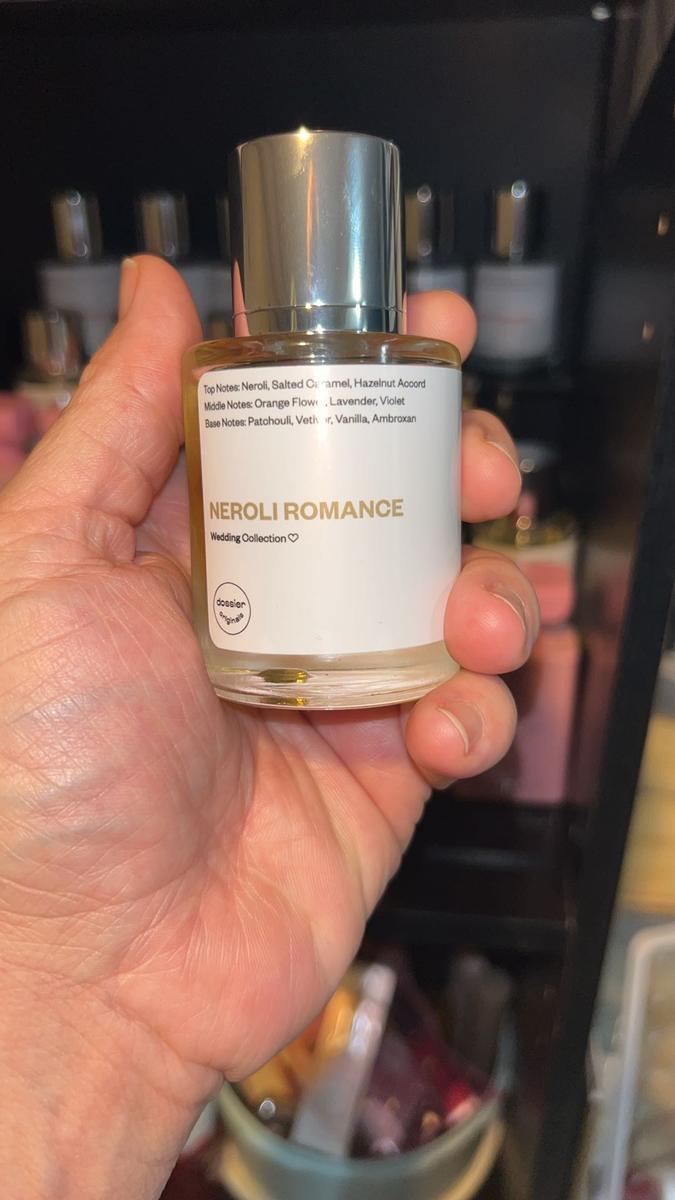 Top Notes: Neroli, Salted Caramel, Hazelnut Accord
Middle Notes: Orange Flower, Lavender, Violet
Base Notes: Patchouli, Vetiver, Vanilla, Ambroxan
NEROLI ROMANCE
Wedding Collection♡
dossier
originals